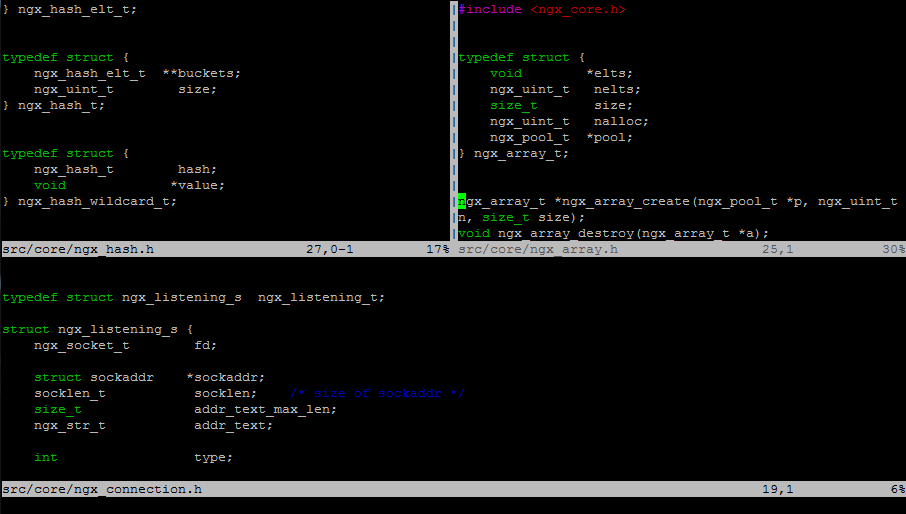 } ngx_hash_elt_t;
typedef struct {
ngx_hash_elt_t  **buckets;
ngx_uint_t        size;
} ngx_hash_t;
typedef struct {
ngx_hash_t        hash;
void             *value;
} ngx_hash_wildcard_t;
src/core/ngx_hash.h 27,0-1 17%
#include <ngx_core.h>
typedef struct {
void        *elts;
ngx_uint_t   nelts;
size_t       size;
ngx_uint_t   nalloc;
ngx_pool_t  *pool;
} ngx_array_t;
ngx_array_t *ngx_array_create(ngx_pool_t *p, ngx_uint_t
n, size_t size);
void ngx_array_destroy(ngx_array_t *a);
src/core/ngx_array.h 25,1 30%
typedef struct ngx_listening_s  ngx_listening_t;
struct ngx_listening_s {
ngx_socket_t        fd;
struct sockaddr    *sockaddr;
socklen_t           socklen;    /* size of sockaddr */
size_t              addr_text_max_len;
ngx_str_t           addr_text;
int                 type;
src/core/ngx_connection.h 19,1 6%